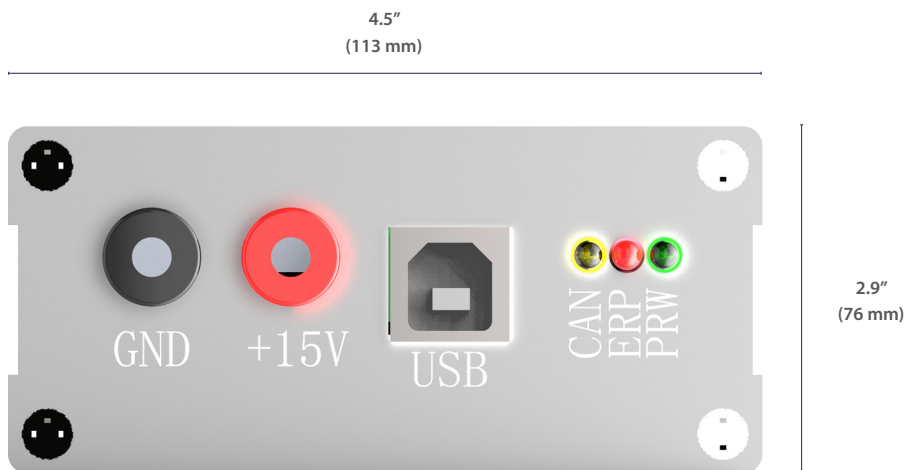 4.5″
(113 mm)
2.9″
(76 mm)
GND
+15V
USB
CAN
ERP
PRW